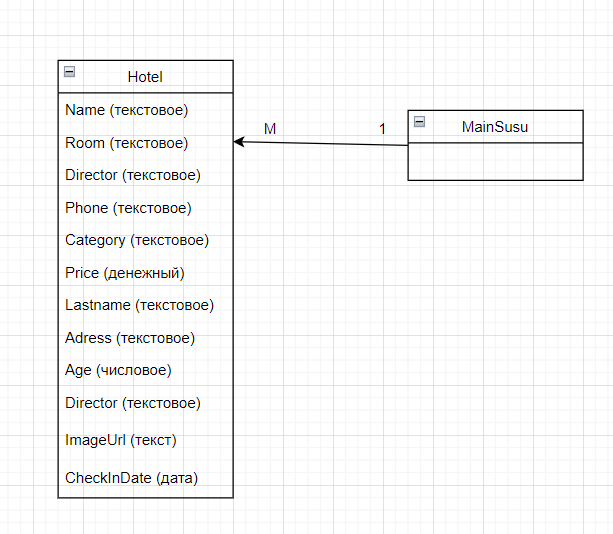 Hotel
Name (текстовое)
Room (текстовое)
Director (текстовое)
Phone (текстовое)
Category (текстовое)
Price (денежный)
Lastname (текстовое)
Adress (текстовое)
Age (числовое)
Director (текстовое)
ImageUrl (текст)
CheckInDate (дата)
M
1
MainSusu